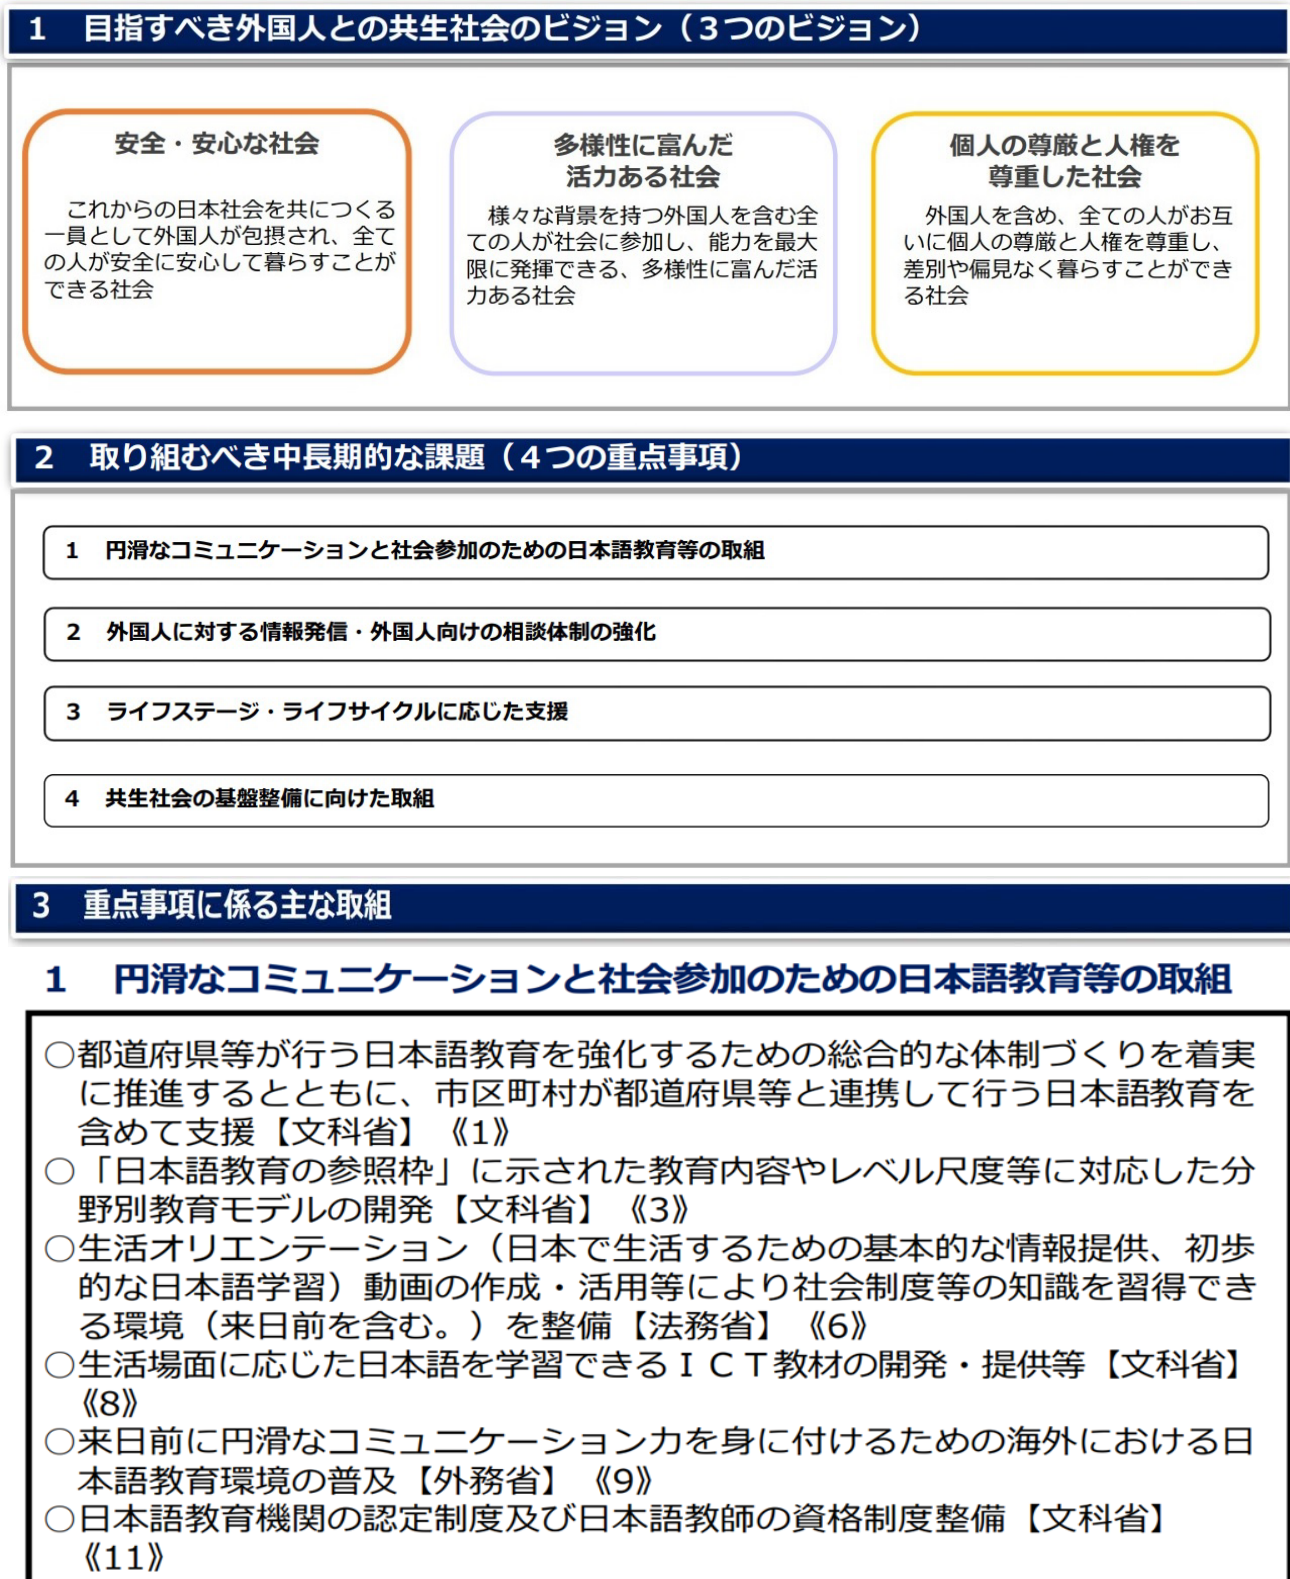 1 目指すべき外国人との共生社会のビジョン（３つのビジョン）
安全・安心な社会
これからの日本社会を共につくる
一員として外国人が包摂され、全て
の人が安全に安心して暮らすことが
できる社会
多様性に富んだ
活力ある社会
様々な背景を持つ外国人を含む全
ての人が社会に参加し、能力を最大
限に発揮できる、多様性に富んだ活
力ある社会
個人の尊厳と人権を
尊重した社会
外国人を含め、全ての人がお互
いに個人の尊厳と人権を尊重し、
差別や偏見なく暮らすことができ
る社会
2 取り組むべき中長期的な課題（４つの重点事項）
1 円滑なコミュニケーションと社会参加のための日本語教育等の取組
2 外国人に対する情報発信・外国人向けの相談体制の強化
3 ライフステージ・ライフサイクルに応じた支援
4 共生社会の基盤整備に向けた取組
3 重点事項に係る主な取組
1 円滑なコミュニケーションと社会参加のための日本語教育等の取組
○都道府県等が行う日本語教育を強化するための総合的な体制づくりを着実
に推進するとともに、市区町村が都道府県等と連携して行う日本語教育を
含めて支援【文科省】《1》
○「日本語教育の参照枠」に示された教育内容やレベル尺度等に対応した分
野別教育モデルの開発【文科省】《3》
○生活オリエンテーション（日本で生活するための基本的な情報提供、初歩
的な日本語学習）動画の作成・活用等により社会制度等の知識を習得でき
る環境（来日前を含む。）を整備【法務省】《6》
○生活場面に応じた日本語を学習できるＩＣＴ教材の開発・提供等【文科省】
《8》
○来日前に円滑なコミュニケーション力を身に付けるための海外における日
本語教育環境の普及【外務省】《9》
○日本語教育機関の認定制度及び日本語教師の資格制度整備【文科省】
《11》